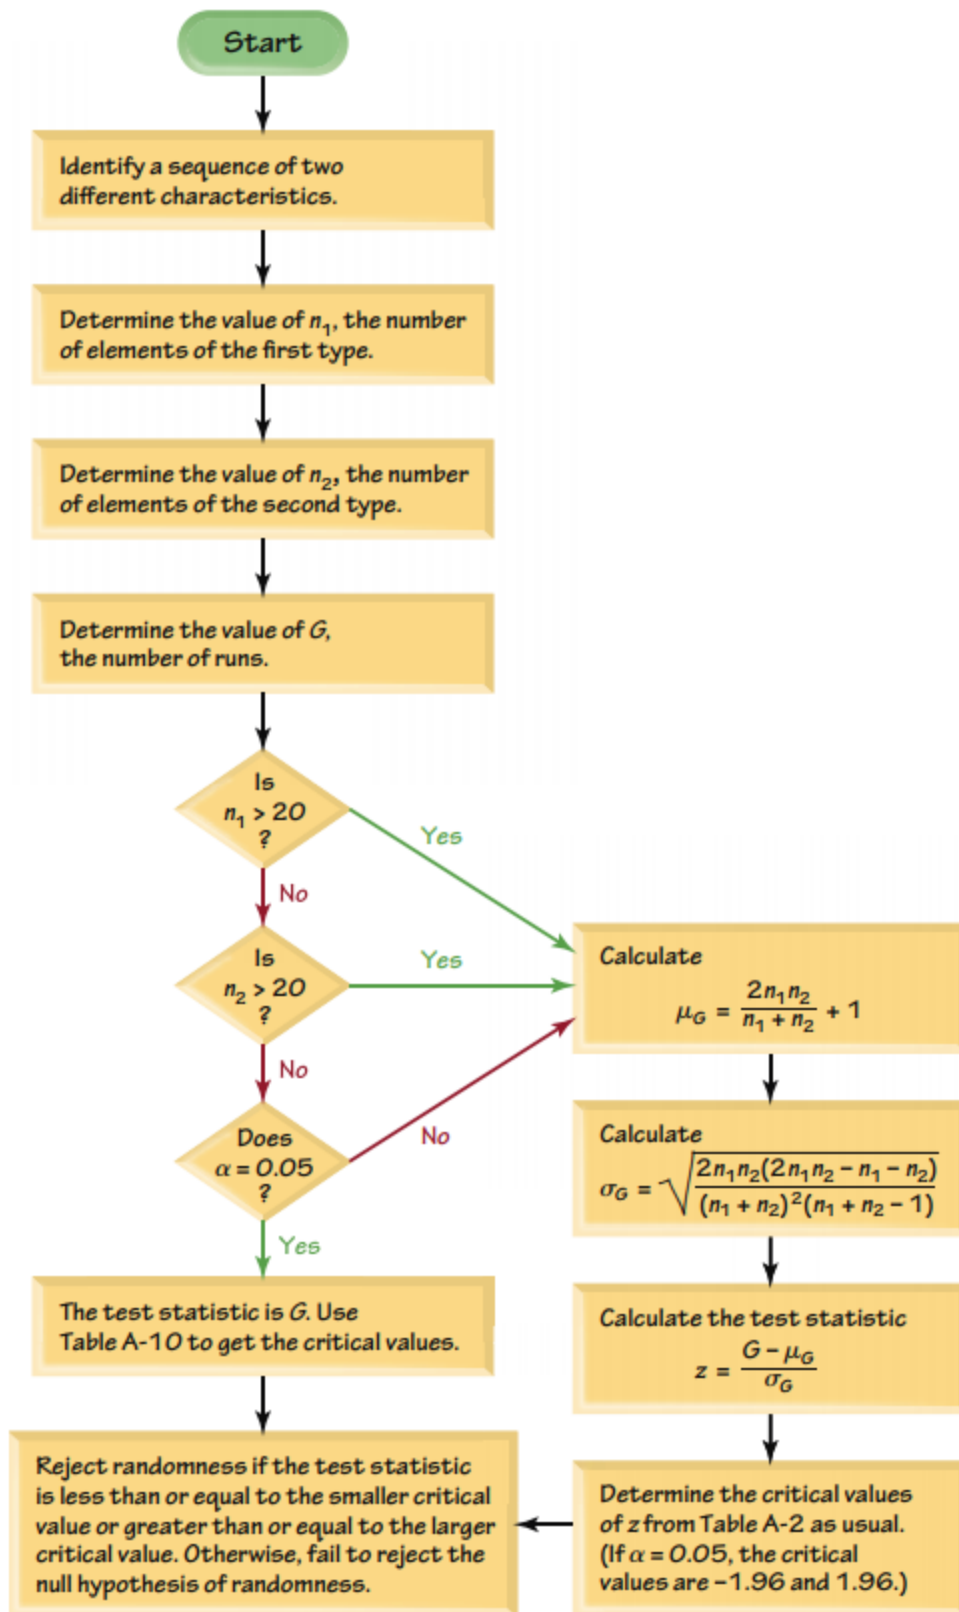 Start
Identify a sequence of two
different characteristics.
Determine the value of n₁, the number
of elements of the first type.
Determine the value of n₂, the number
of elements of the second type.
Determine the value of G,
the number of runs.
Is
n₁ > 20
?
Yes
No
Is
n₂ > 20
?
Yes
No
Does
α = 0.05
?
No
Yes
The test statistic is G. Use
Table A-10 to get the critical values.
Reject randomness if the test statistic
is less than or equal to the smaller critical
value or greater than or equal to the larger
critical value. Otherwise, fail to reject the
null hypothesis of randomness.
Calculate
μ_G = 2n₁n₂ / (n₁ + n₂) + 1
Calculate
σ_G = √((2n₁n₂)(2n₁n₂ − n₁ − n₂) / ((n₁ + n₂)²(n₁ + n₂ − 1)))
Calculate the test statistic
z = (G − μ_G) / σ_G
Determine the critical values
of z from Table A-2 as usual.
(If α = 0.05, the critical
values are −1.96 and 1.96.)